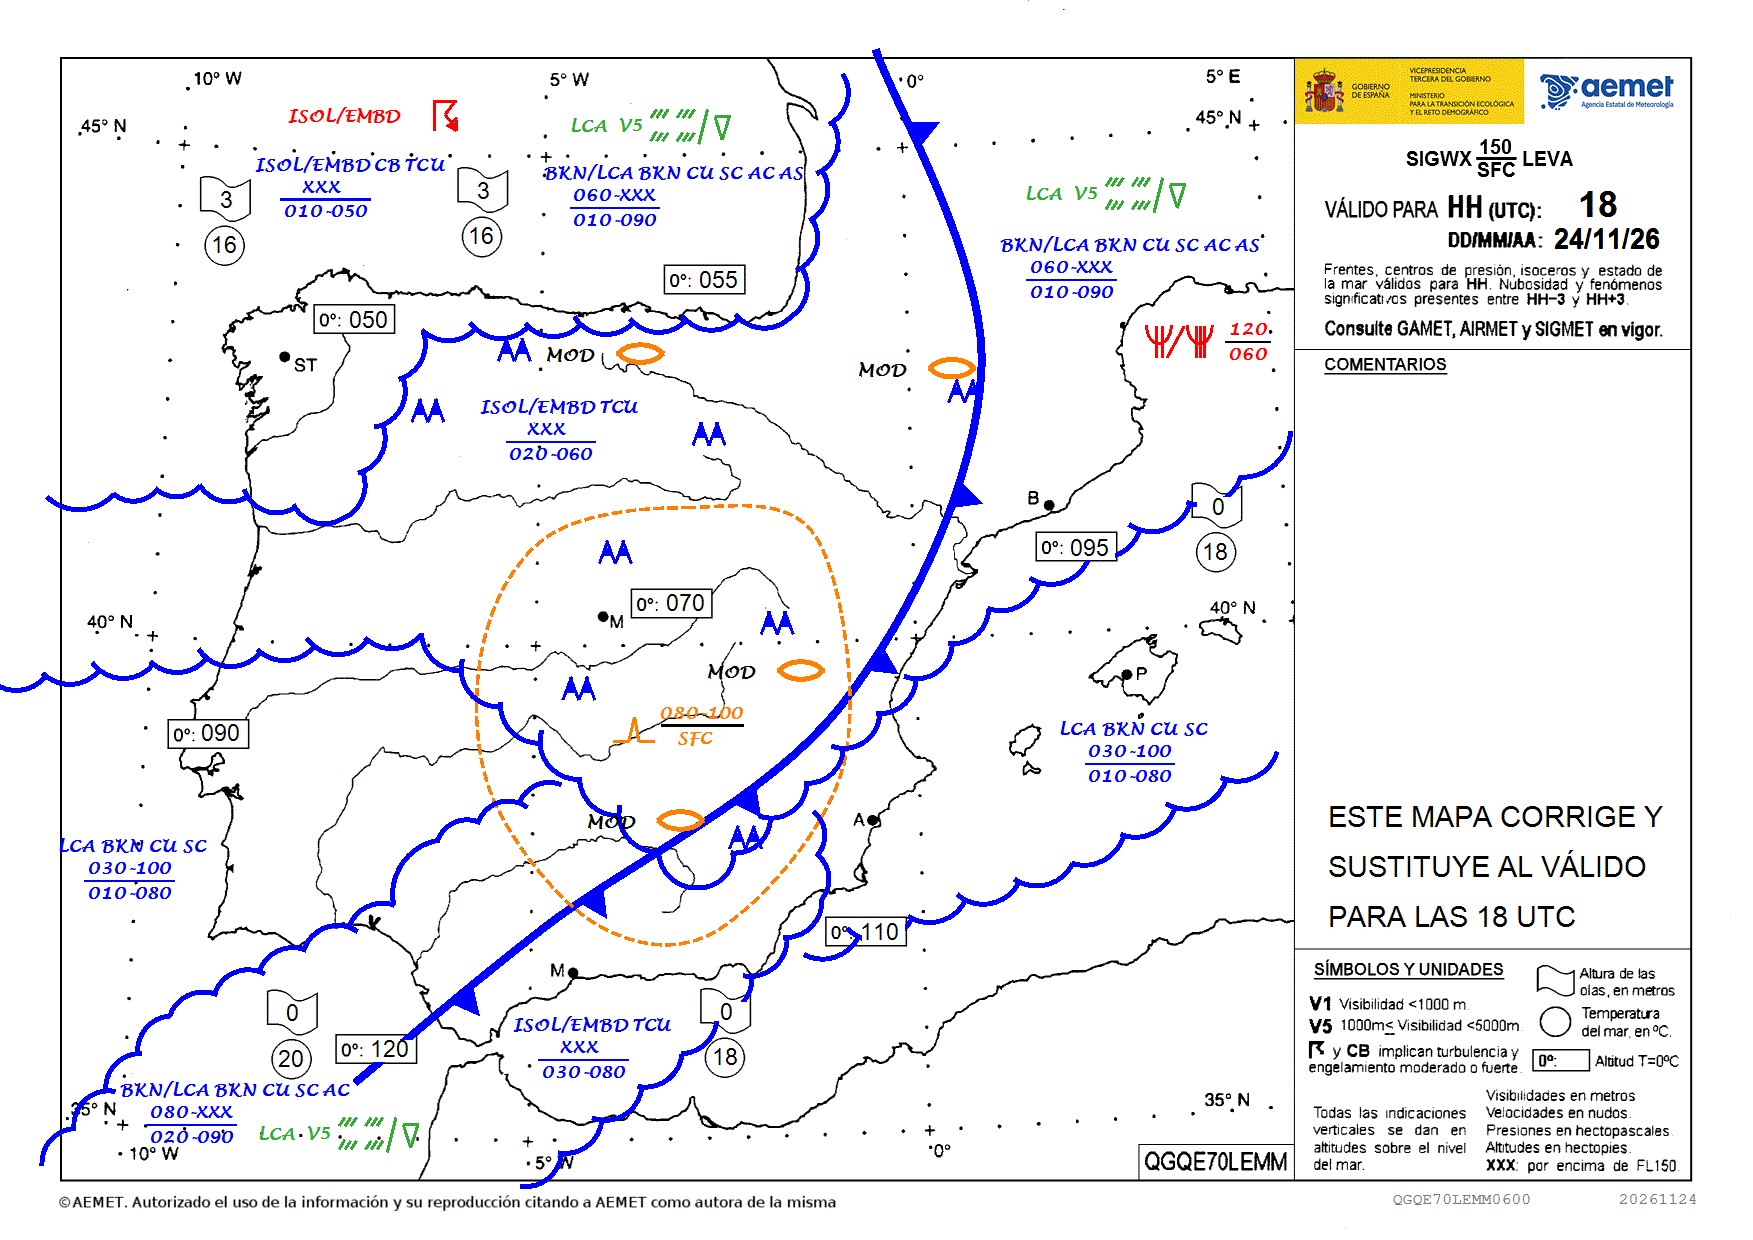 10° W
5° W
0°
5° E
45° N
45° N
ISOL/EMBD
LCA V5
ISOL/EMBD CB TCU
XXX
010-050
3
16
3
16
BKN/LCA BKN CU SC AC AS
060-XXX
010-090
LCA V5
BKN/LCA BKN CU SC AC AS
060-XXX
010-090
0°: 055
0°: 050
ST
MOD
MOD
120
060
ISOL/EMBD TCU
XXX
020-060
B
0
18
0°: 095
0°: 070
M
40° N
40° N
MOD
P
080-100
SFC
0°: 090
LCA BKN CU SC
030-100
010-080
MOD
A
LCA BKN CU SC
030-100
010-080
0°: 110
M
0
20
0°: 120
ISOL/EMBD TCU
XXX
030-080
0
18
BKN/LCA BKN CU SC AC
080-XXX
020-090
LCA V5
35° N
35° N
10° W
5° W
0°
QGQE70LEMM
GOBIERNO
DE ESPAÑA
VICEPRESIDENCIA
TERCERA DEL GOBIERNO
MINISTERIO
PARA LA TRANSICIÓN ECOLÓGICA
Y EL RETO DEMOGRÁFICO
aemet
Agencia Estatal de Meteorología
SIGWX 150/SFC LEVA
VÁLIDO PARA HH (UTC): 18
DD/MM/AA: 24/11/26
Frentes, centros de presión, isoceros y estado de
la mar válidos para HH. Nubosidad y fenómenos
significativos presentes entre HH-3 y HH+3.
Consulte GAMET, AIRMET y SIGMET en vigor.
COMENTARIOS
ESTE MAPA CORRIGE Y
SUSTITUYE AL VÁLIDO
PARA LAS 18 UTC
SÍMBOLOS Y UNIDADES
V1 Visibilidad <1000 m.
V5 1000m≤ Visibilidad <5000m.
y CB implican turbulencia y
engelamiento moderado o fuerte.
Altura de las
olas, en metros
Temperatura
del mar, en ºC.
0°: Altitud T=0ºC
Todas las indicaciones
verticales se dan en
altitudes sobre el nivel
del mar.
Visibilidades en metros
Velocidades en nudos.
Presiones en hectopascales
Altitudes en hectopies.
XXX: por encima de FL150.
©AEMET. Autorizado el uso de la información y su reproducción citando a AEMET como autora de la misma
QGQE70LEMM0600
20261124